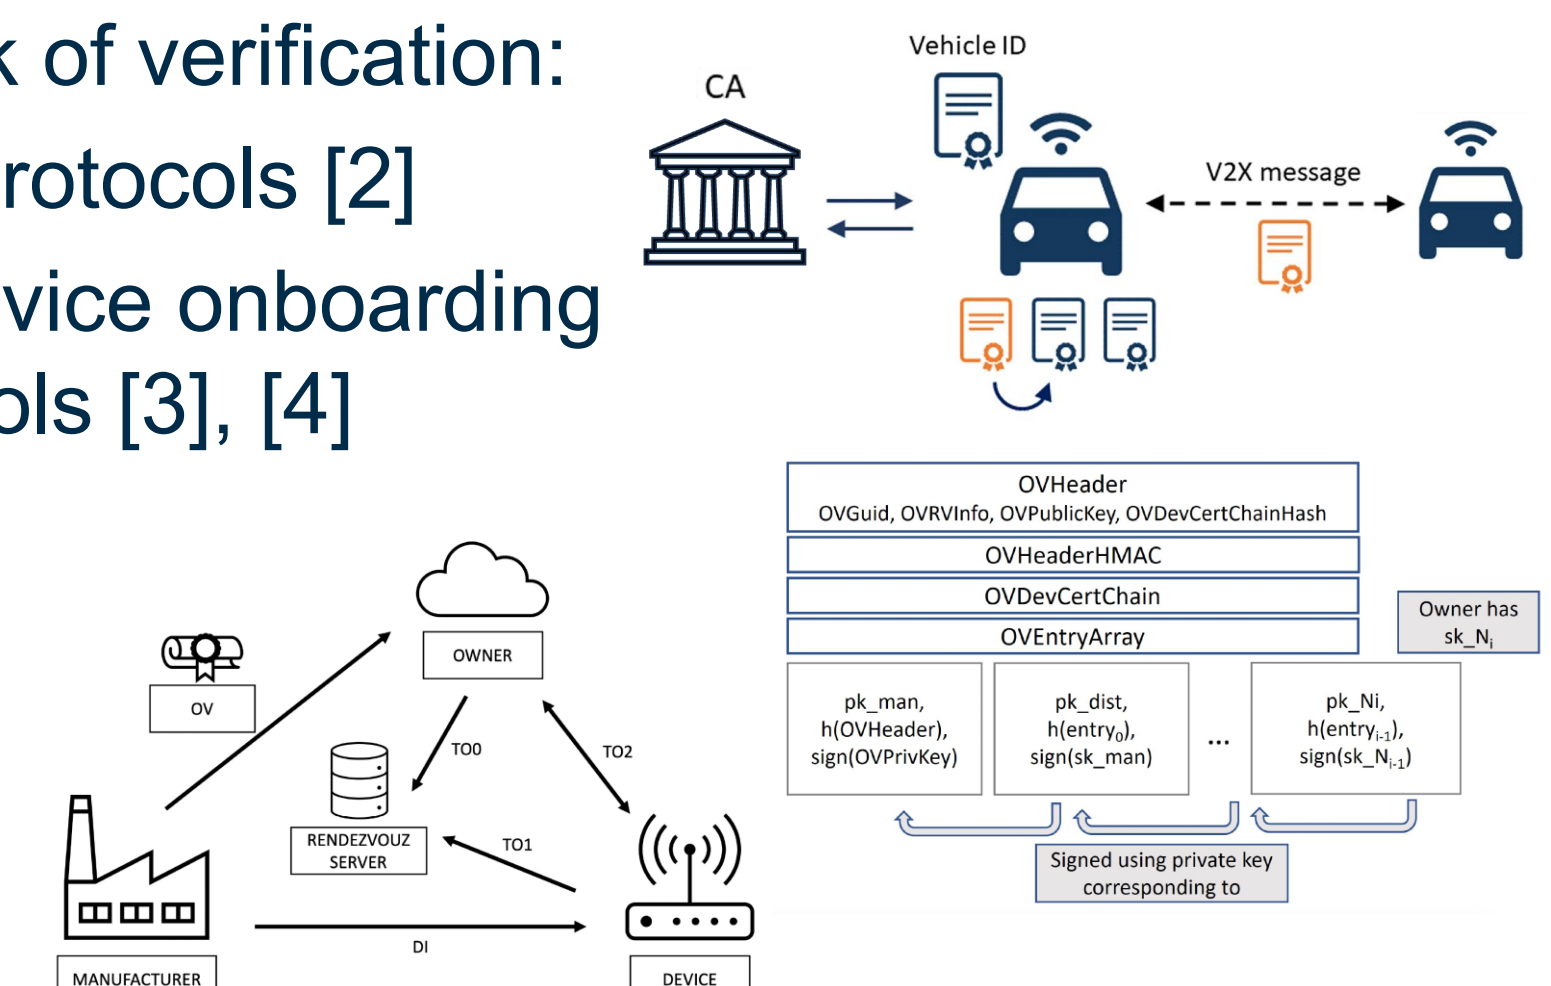 k of verification:
rotocols [2]
vice onboarding
ols [3], [4]
Vehicle ID
CA
V2X message
OVHeader
OVGuid, OVRVInfo, OVPublicKey, OVDevCertChainHash
OVHeaderHMAC
OVDevCertChain
OVEntryArray
Owner has
sk_Nᵢ
pk_man,
h(OVHeader),
sign(OVPrivKey)
pk_dist,
h(entry₀),
sign(sk_man)
...
pk_Ni,
h(entryᵢ₋₁),
sign(sk_Nᵢ₋₁)
Signed using private key
corresponding to
OWNER
OV
TO0
TO2
RENDEZVOUZ
SERVER
TO1
DI
MANUFACTURER
DEVICE